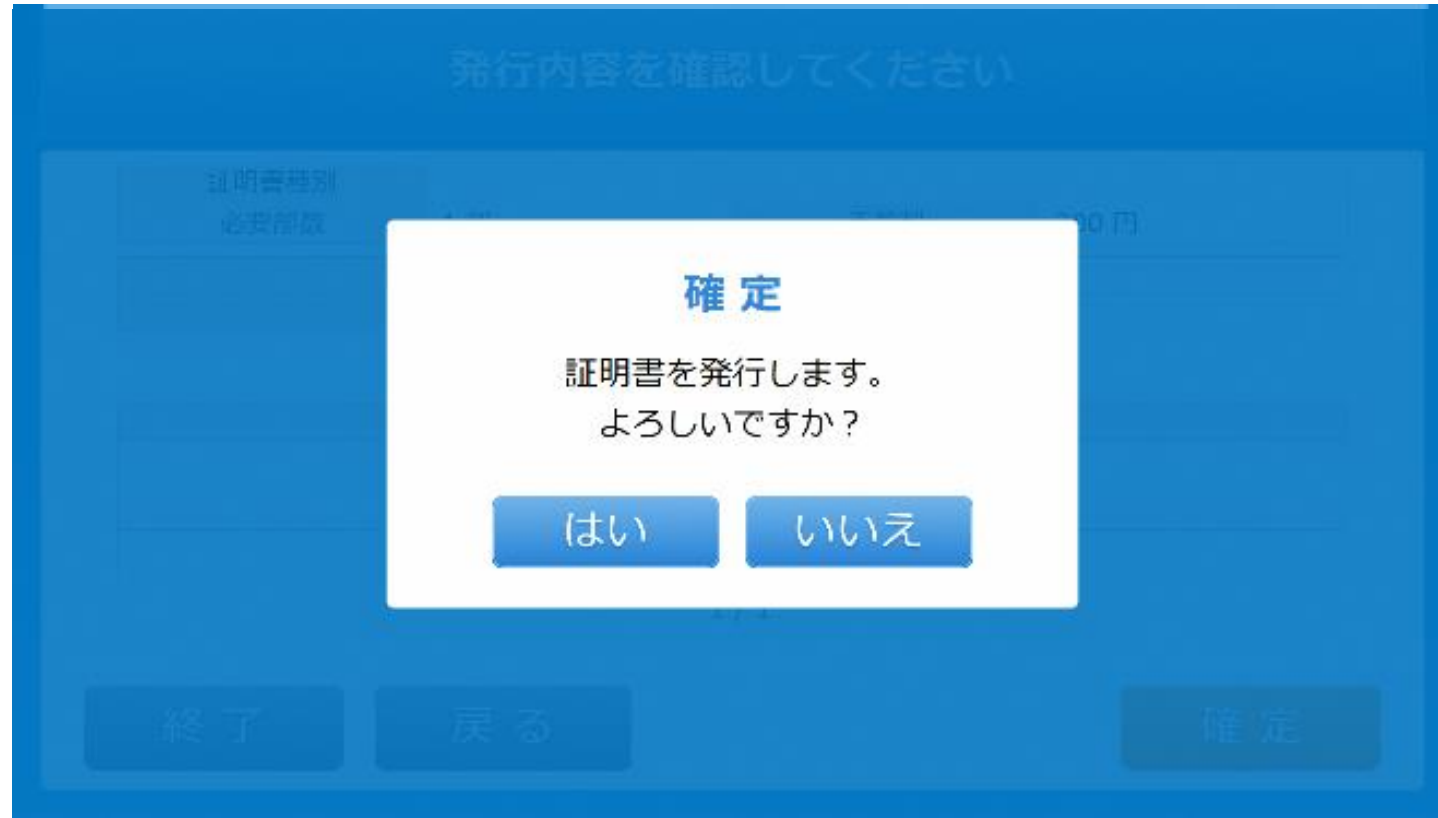 発行内容を確認してください
証明書種別
必要部数
円
確定
証明書を発行します。
よろしいですか？
はい
いいえ
終了
戻る
確定